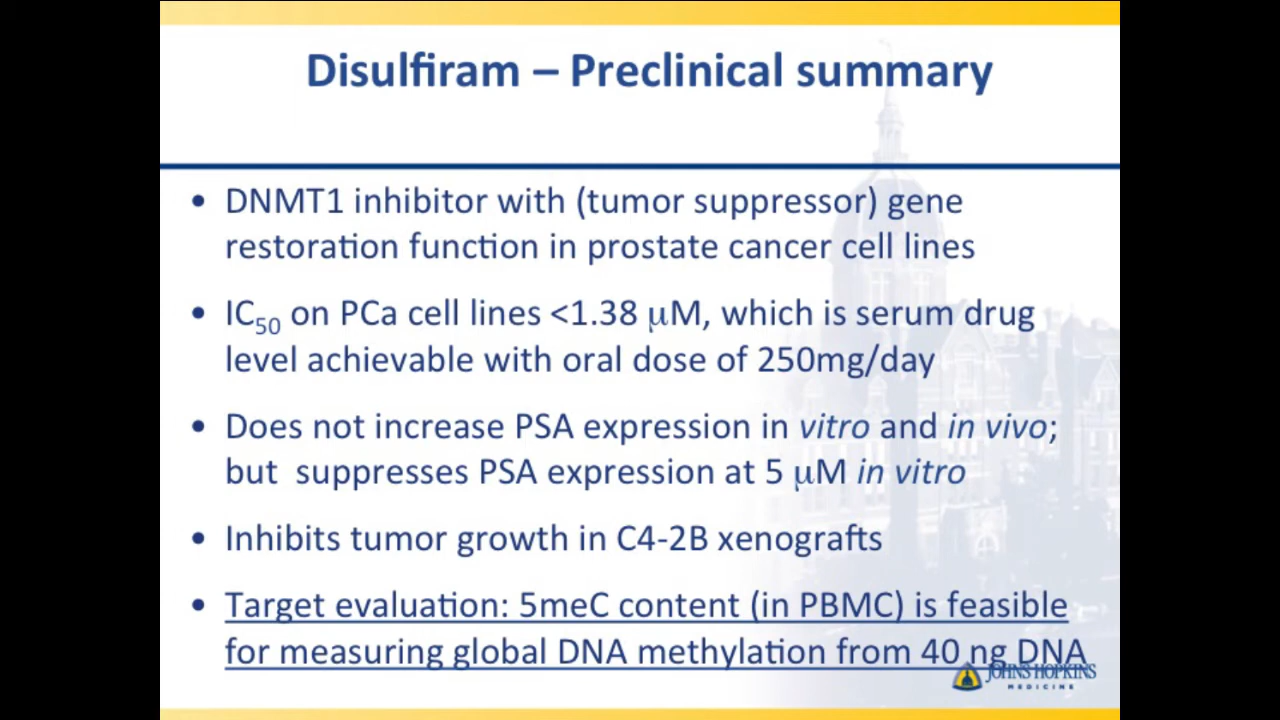 Disulfiram – Preclinical summary
• DNMT1 inhibitor with (tumor suppressor) gene
restoration function in prostate cancer cell lines
• IC50 on PCa cell lines <1.38 μM, which is serum drug
level achievable with oral dose of 250mg/day
• Does not increase PSA expression in vitro and in vivo;
but  suppresses PSA expression at 5 μM in vitro
• Inhibits tumor growth in C4-2B xenografts
• Target evaluation: 5meC content (in PBMC) is feasible
for measuring global DNA methylation from 40 ng DNA
JOHNS HOPKINS
MEDICINE